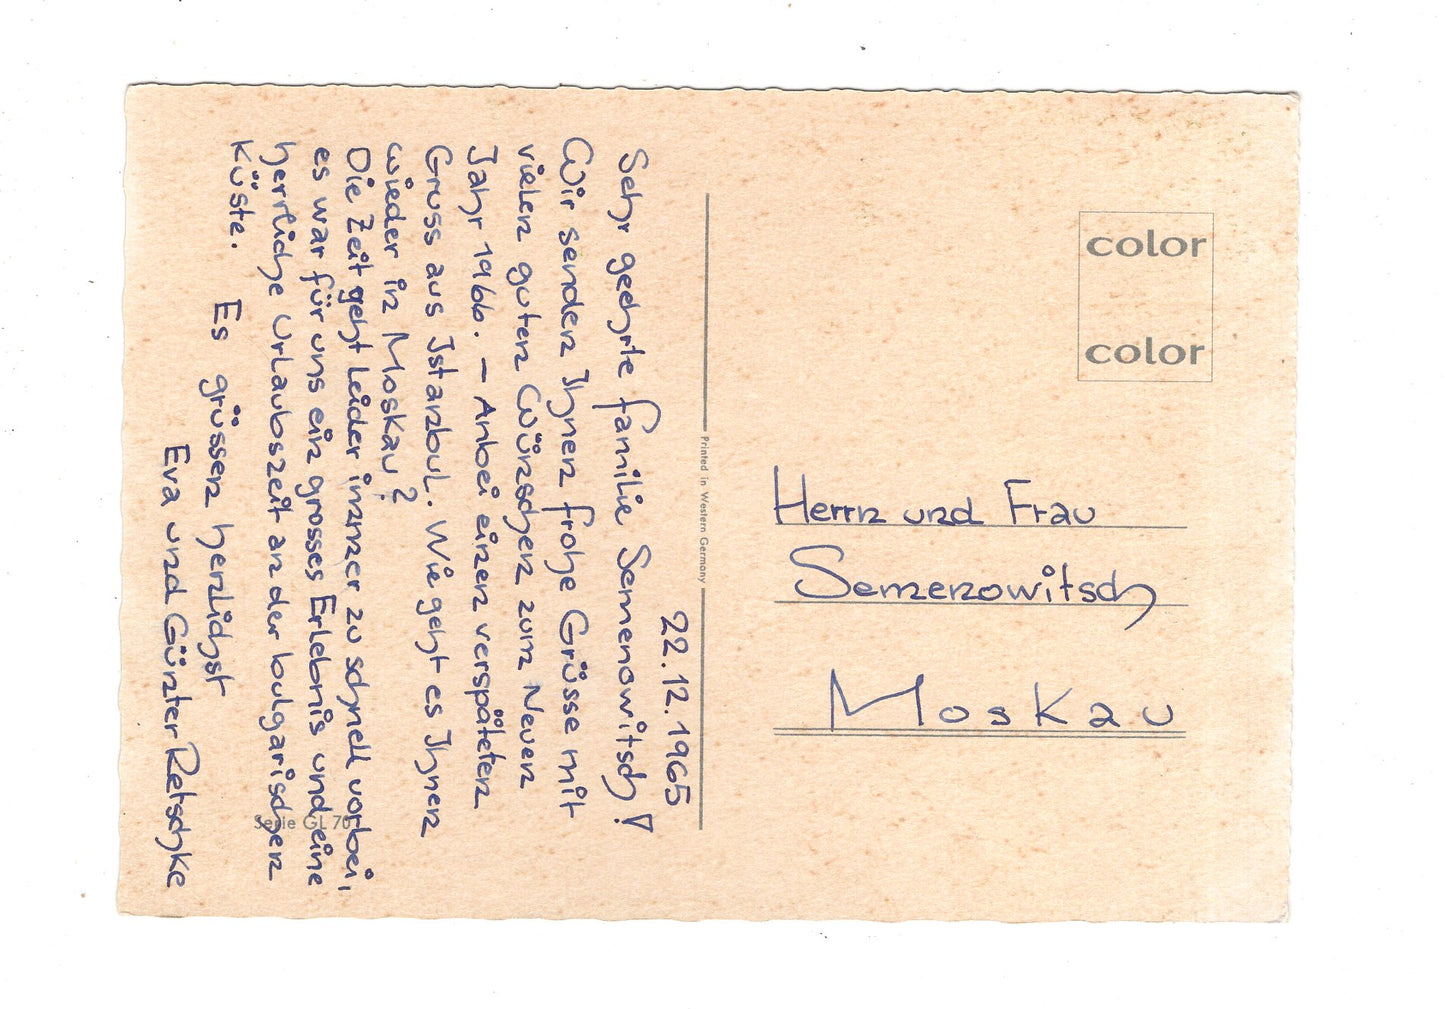 22.12.1965
Sehr geehrte Familie Semenowitsch!
Wir senden Ihnen frohe Grüsse mit
vielen guten Wünschen zum Neuen
Jahr 1966. – Anbei einen verspäteten
Gruss aus Istanbul. Wie geht es Ihnen
wieder in Moskau?
Die Zeit geht leider immer zu schnell vorbei,
es war für uns ein grosses Erlebnis und eine
herrliche Urlaubszeit an der bulgarischen
Küste.
Es grüssen herzlichst
Eva und Günter Retschke
Serie GL 70
Printed in Western Germany
color
color
Herrn und Frau
Semenowitsch
Moskau